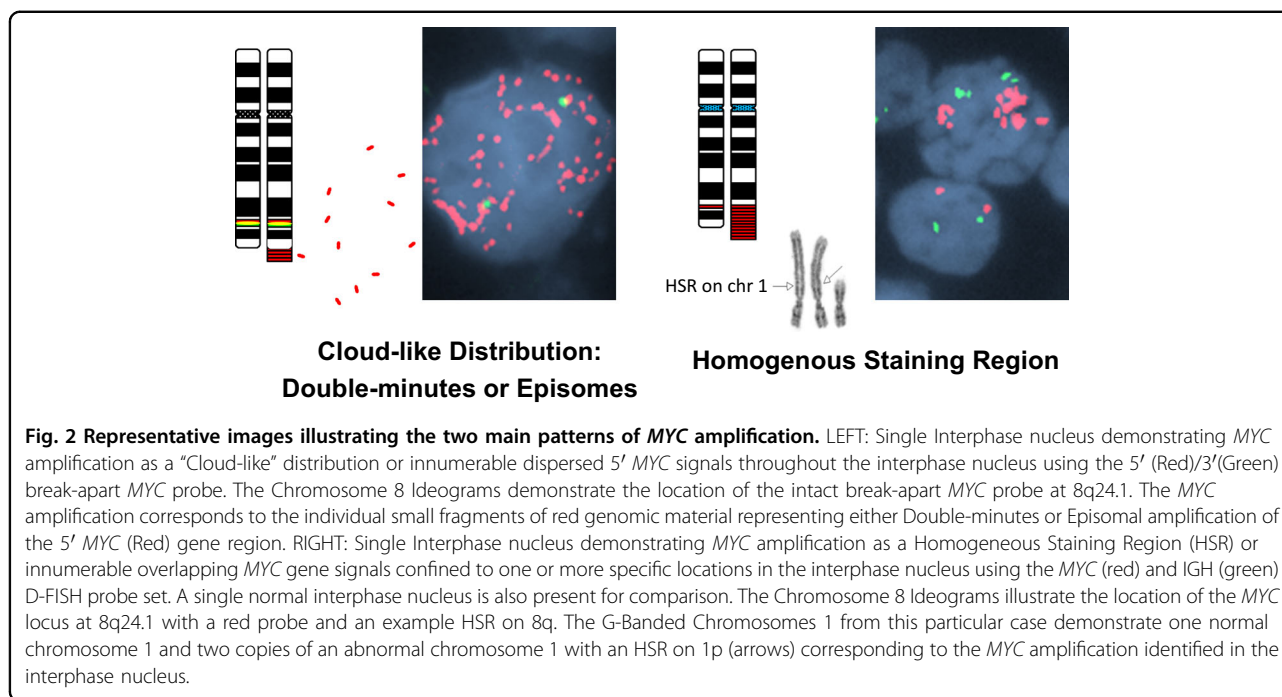 HSR on chr 1
Cloud-like Distribution:
Double-minutes or Episomes
Homogenous Staining Region
Fig. 2 Representative images illustrating the two main patterns of MYC amplification. LEFT: Single Interphase nucleus demonstrating MYC
amplification as a “Cloud-like” distribution or innumerable dispersed 5′ MYC signals throughout the interphase nucleus using the 5′ (Red)/3′(Green)
break-apart MYC probe. The Chromosome 8 Ideograms demonstrate the location of the intact break-apart MYC probe at 8q24.1. The MYC
amplification corresponds to the individual small fragments of red genomic material representing either Double-minutes or Episomal amplification of
the 5′ MYC (Red) gene region. RIGHT: Single Interphase nucleus demonstrating MYC amplification as a Homogeneous Staining Region (HSR) or
innumerable overlapping MYC gene signals confined to one or more specific locations in the interphase nucleus using the MYC (red) and IGH (green)
D-FISH probe set. A single normal interphase nucleus is also present for comparison. The Chromosome 8 Ideograms illustrate the location of the MYC
locus at 8q24.1 with a red probe and an example HSR on 8q. The G-Banded Chromosomes 1 from this particular case demonstrate one normal
chromosome 1 and two copies of an abnormal chromosome 1 with an HSR on 1p (arrows) corresponding to the MYC amplification identified in the
interphase nucleus.